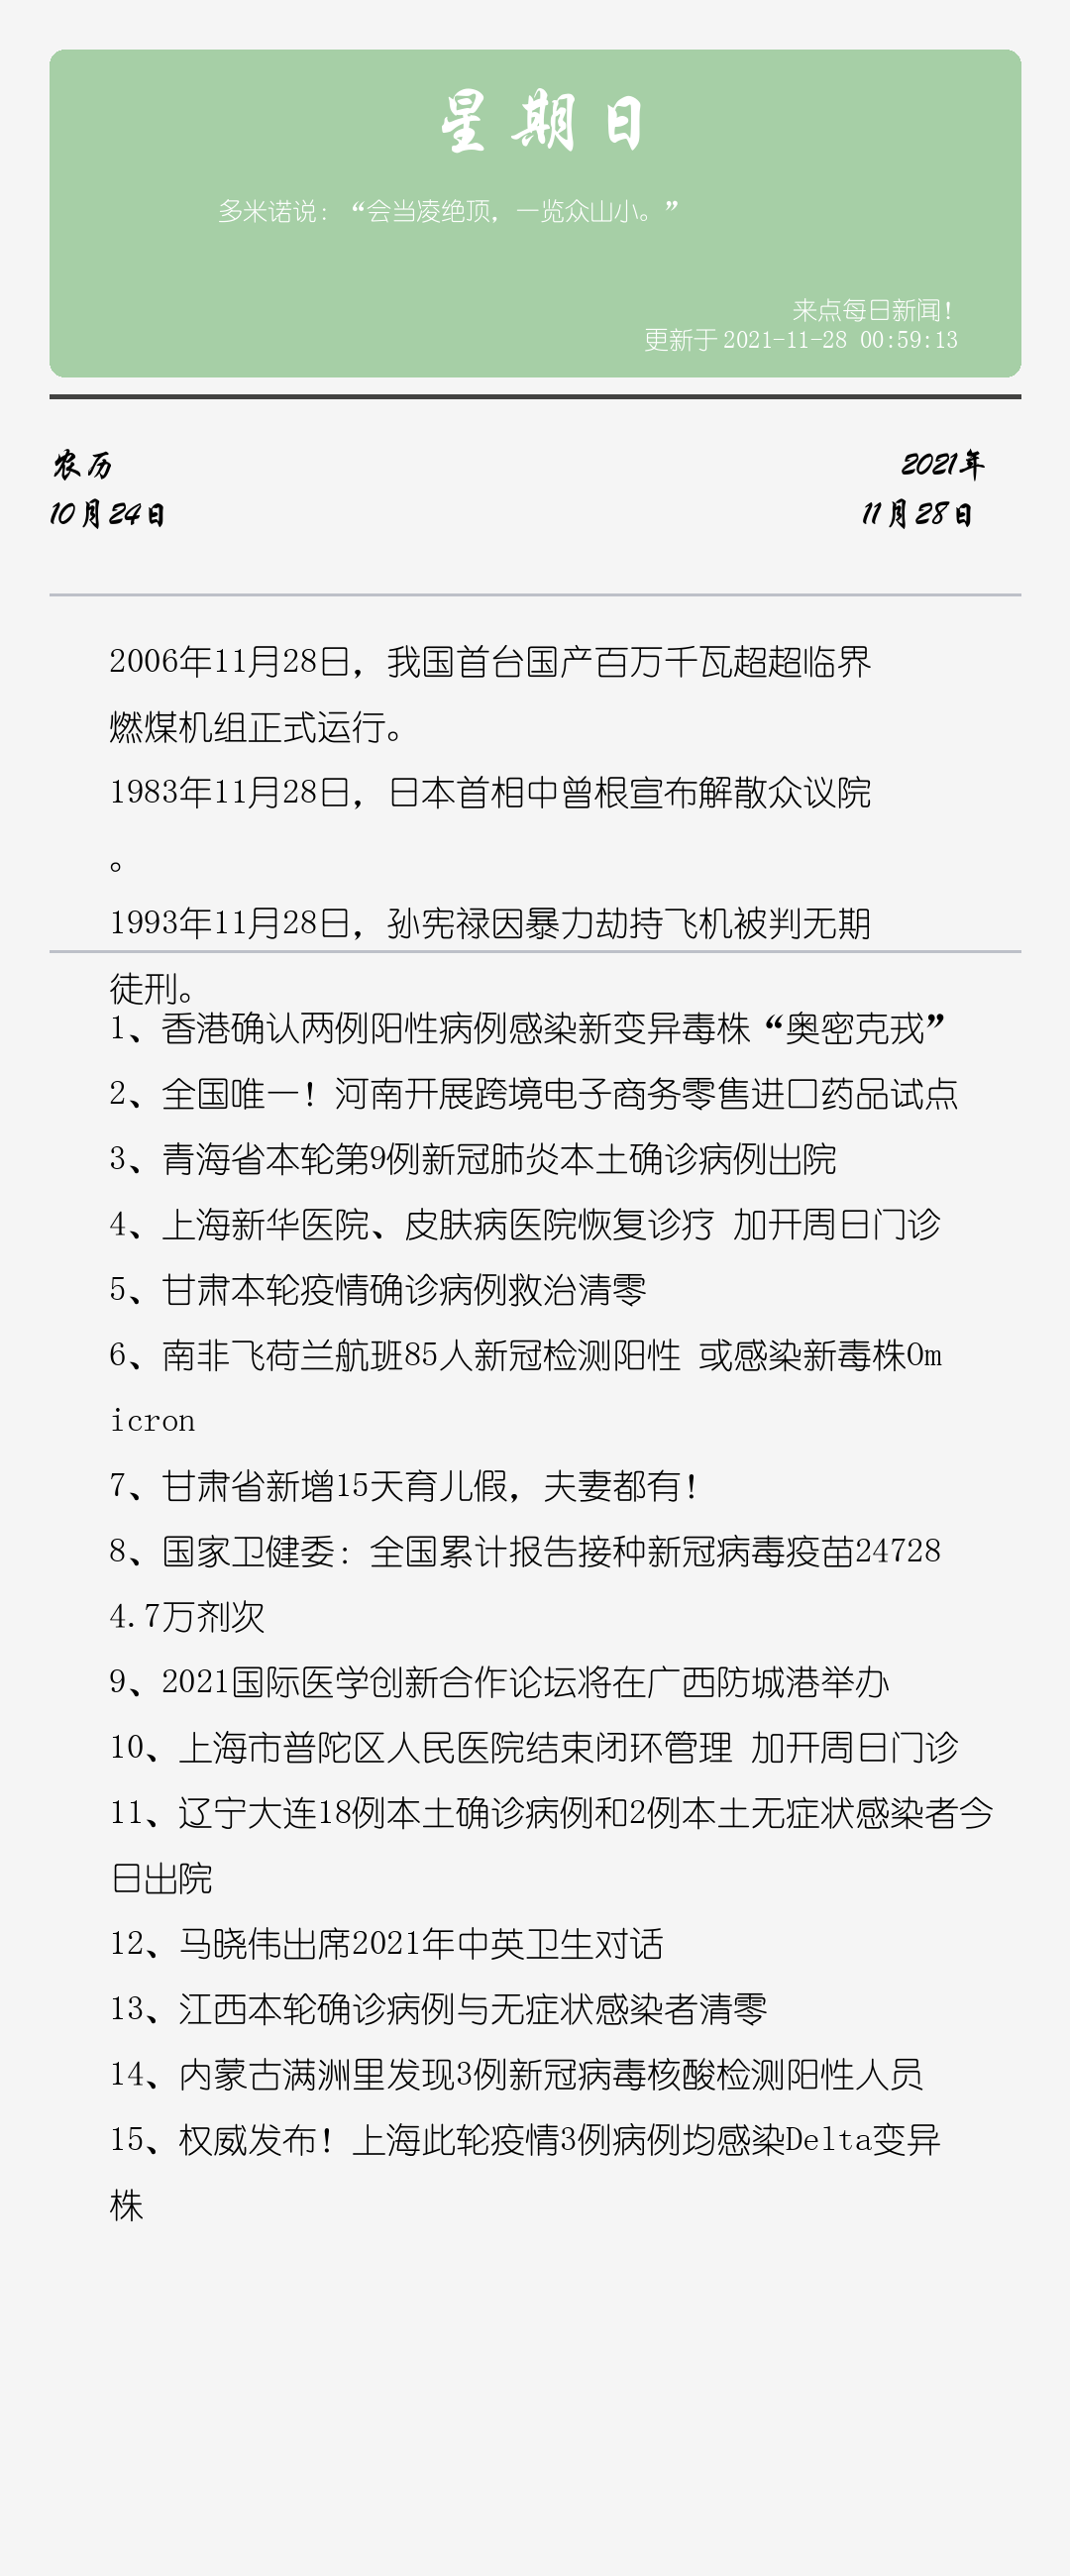 星期日
多米诺说：“会当凌绝顶，一览众山小。”
来点每日新闻！
更新于2021-11-28 00:59:13
农历
10月24日
2021年
11月28日
2006年11月28日，我国首台国产百万千瓦超超临界
燃煤机组正式运行。
1983年11月28日，日本首相中曾根宣布解散众议院
。
1993年11月28日，孙宪禄因暴力劫持飞机被判无期
徒刑。
1、香港确认两例阳性病例感染新变异毒株“奥密克戎”
2、全国唯一！河南开展跨境电子商务零售进口药品试点
3、青海省本轮第9例新冠肺炎本土确诊病例出院
4、上海新华医院、皮肤病医院恢复诊疗 加开周日门诊
5、甘肃本轮疫情确诊病例救治清零
6、南非飞荷兰航班85人新冠检测阳性 或感染新毒株Om
icron
7、甘肃省新增15天育儿假，夫妻都有！
8、国家卫健委：全国累计报告接种新冠病毒疫苗24728
4.7万剂次
9、2021国际医学创新合作论坛将在广西防城港举办
10、上海市普陀区人民医院结束闭环管理 加开周日门诊
11、辽宁大连18例本土确诊病例和2例本土无症状感染者今
日出院
12、马晓伟出席2021年中英卫生对话
13、江西本轮确诊病例与无症状感染者清零
14、内蒙古满洲里发现3例新冠病毒核酸检测阳性人员
15、权威发布！上海此轮疫情3例病例均感染Delta变异
株